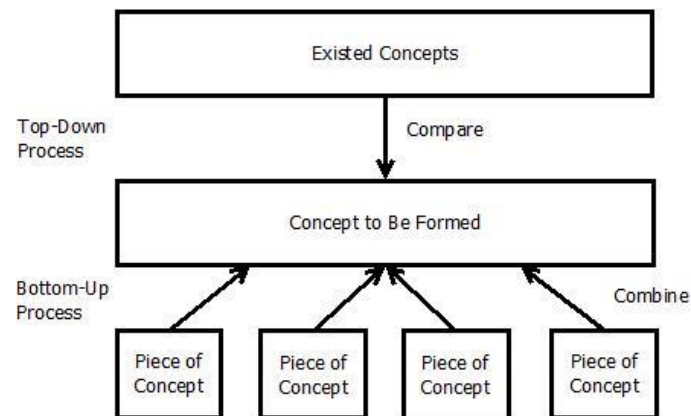 Existed Concepts
Top-Down
Process
Compare
Concept to Be Formed
Bottom-Up
Process
Combine
Piece of
Concept
Piece of
Concept
Piece of
Concept
Piece of
Concept